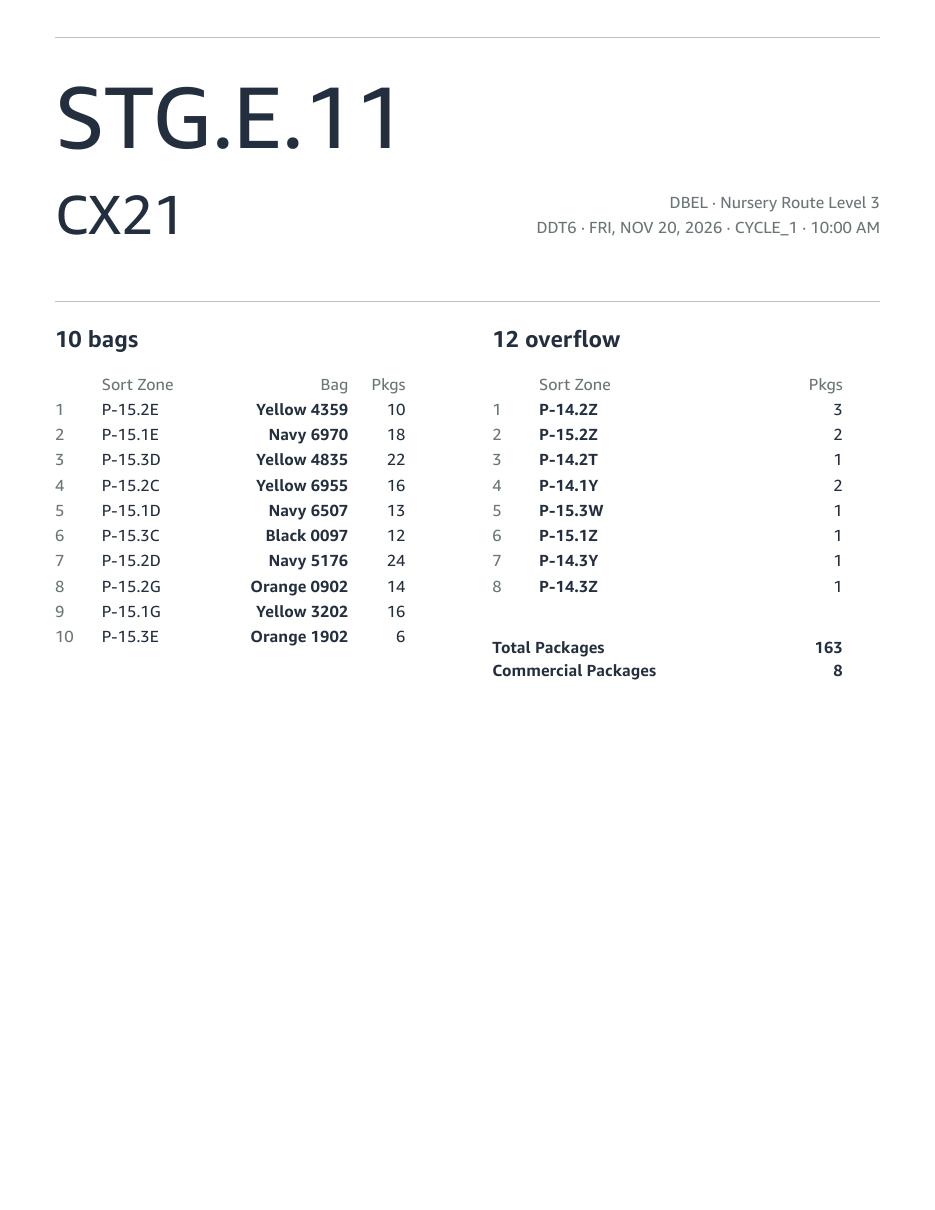 STG.E.11
CX21
DBEL · Nursery Route Level 3
DDT6 · FRI, NOV 20, 2026 · CYCLE_1 · 10:00 AM
10 bags
Sort Zone Bag Pkgs
1 P-15.2E Yellow 4359 10
2 P-15.1E Navy 6970 18
3 P-15.3D Yellow 4835 22
4 P-15.2C Yellow 6955 16
5 P-15.1D Navy 6507 13
6 P-15.3C Black 0097 12
7 P-15.2D Navy 5176 24
8 P-15.2G Orange 0902 14
9 P-15.1G Yellow 3202 16
10 P-15.3E Orange 1902 6
12 overflow
Sort Zone Pkgs
1 P-14.2Z 3
2 P-15.2Z 2
3 P-14.2T 1
4 P-14.1Y 2
5 P-15.3W 1
6 P-15.1Z 1
7 P-14.3Y 1
8 P-14.3Z 1
Total Packages 163
Commercial Packages 8